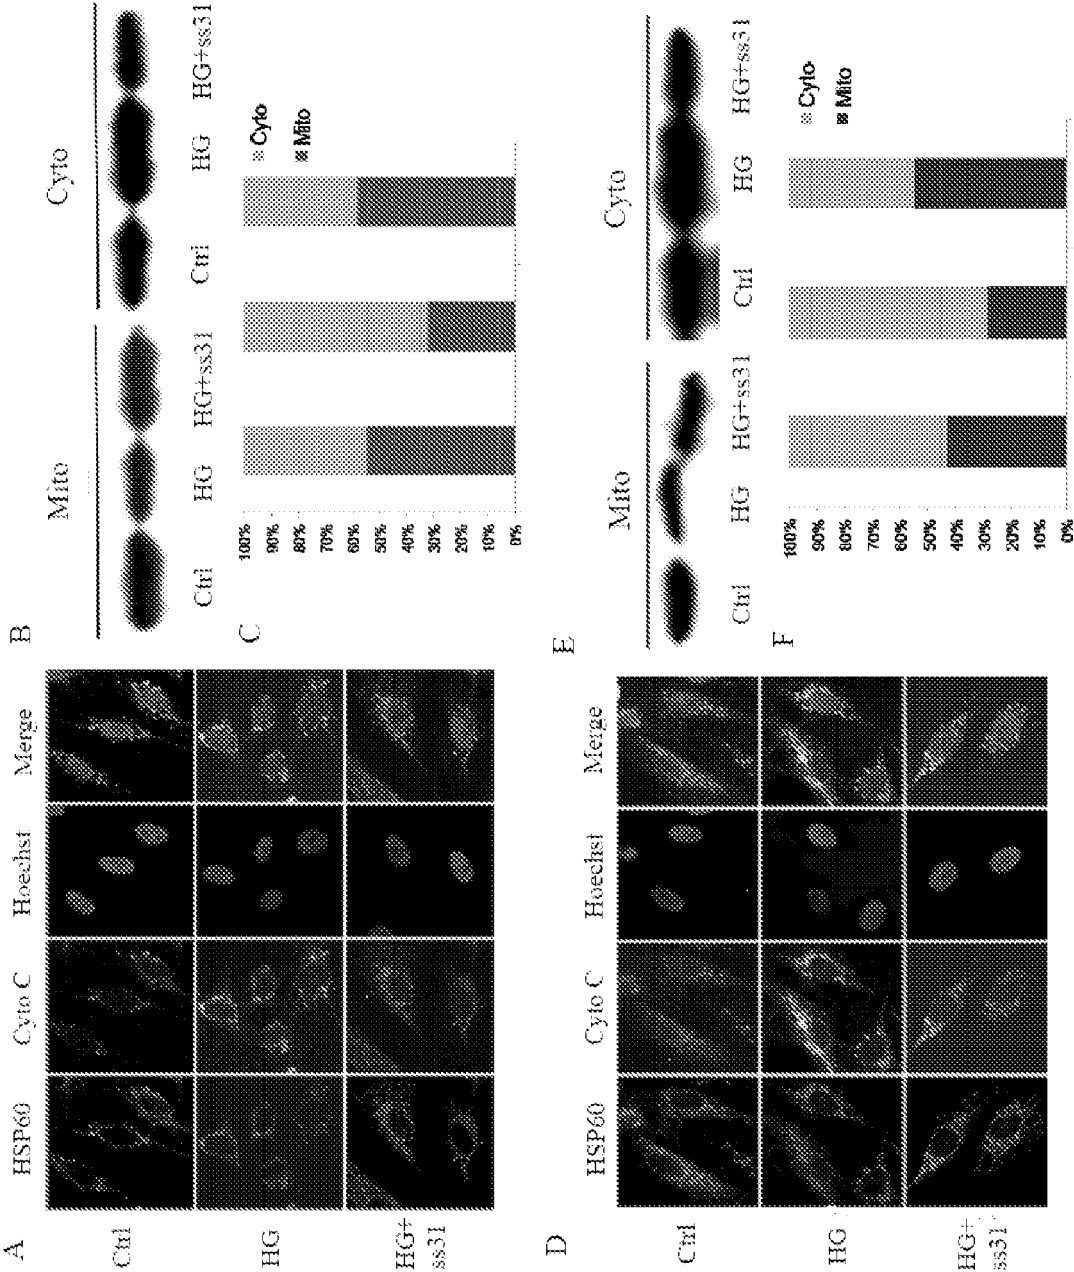 A
HSP60 Cyto C Hoechst Merge
Ctrl
HG
HG+
ss31
B
Mito Cyto
Ctrl HG HG+ss31 Ctrl HG HG+ss31
C
100%
90%
80%
70%
60%
50%
40%
30%
20%
10%
0%
Cyto
Mito
D
HSP60 Cyto C Hoechst Merge
Ctrl
HG
HG+
ss31
E
Mito Cyto
Ctrl HG HG+ss31 Ctrl HG HG+ss31
F
100%
90%
80%
70%
60%
50%
40%
30%
20%
10%
0%
Cyto
Mito